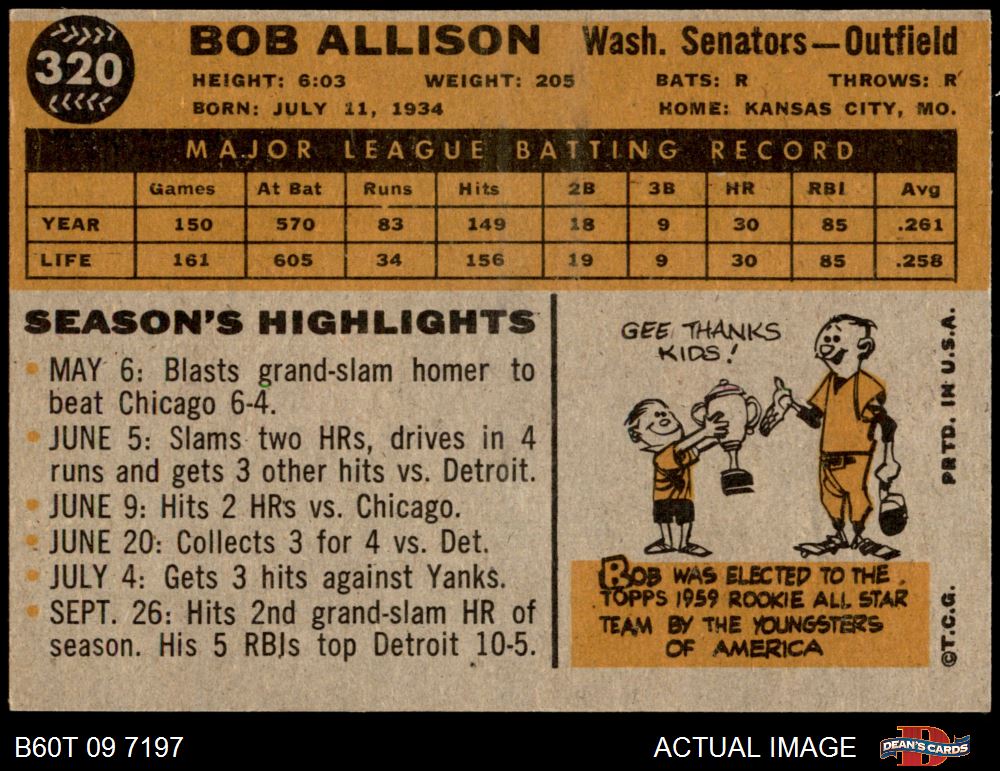 320
BOB ALLISON Wash. Senators—Outfield
HEIGHT: 6:03 WEIGHT: 205 BATS: R THROWS: R
BORN: JULY 11, 1934 HOME: KANSAS CITY, MO.
MAJOR LEAGUE BATTING RECORD
Games At Bat Runs Hits 2B 3B HR RBI Avg
YEAR 150 570 83 149 18 9 30 85 .261
LIFE 161 605 34 156 19 9 30 85 .258
SEASON'S HIGHLIGHTS
• MAY 6: Blasts grand-slam homer to
beat Chicago 6-4.
• JUNE 5: Slams two HRs, drives in 4
runs and gets 3 other hits vs. Detroit.
• JUNE 9: Hits 2 HRs vs. Chicago.
• JUNE 20: Collects 3 for 4 vs. Det.
• JULY 4: Gets 3 hits against Yanks.
• SEPT. 26: Hits 2nd grand-slam HR of
season. His 5 RBIs top Detroit 10-5.
GEE THANKS
KIDS!
BOB WAS ELECTED TO THE
TOPPS 1959 ROOKIE ALL STAR
TEAM BY THE YOUNGSTERS
OF AMERICA
PRTD. IN U.S.A.
©T.C.G.
B60T 09 7197
ACTUAL IMAGE
DEAN'S CARDS